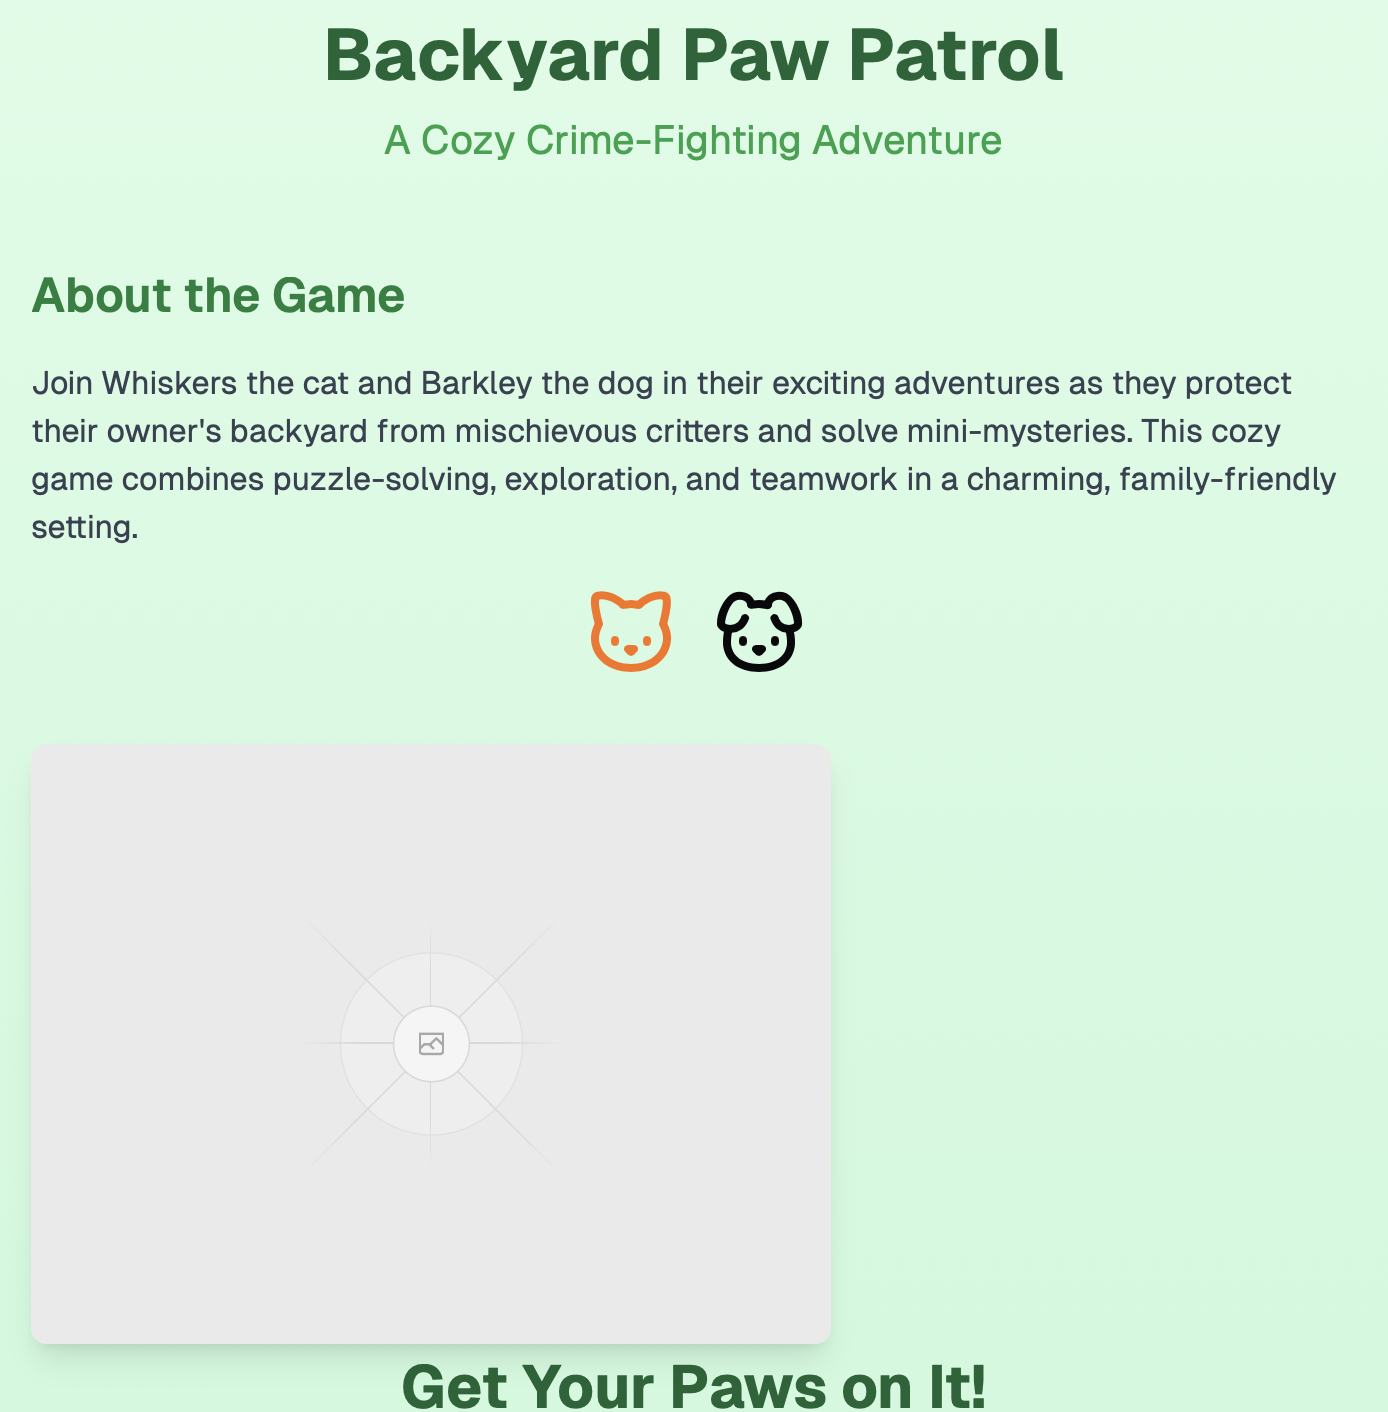 Backyard Paw Patrol
A Cozy Crime-Fighting Adventure
About the Game
Join Whiskers the cat and Barkley the dog in their exciting adventures as they protect
their owner's backyard from mischievous critters and solve mini-mysteries. This cozy
game combines puzzle-solving, exploration, and teamwork in a charming, family-friendly
setting.
Get Your Paws on It!